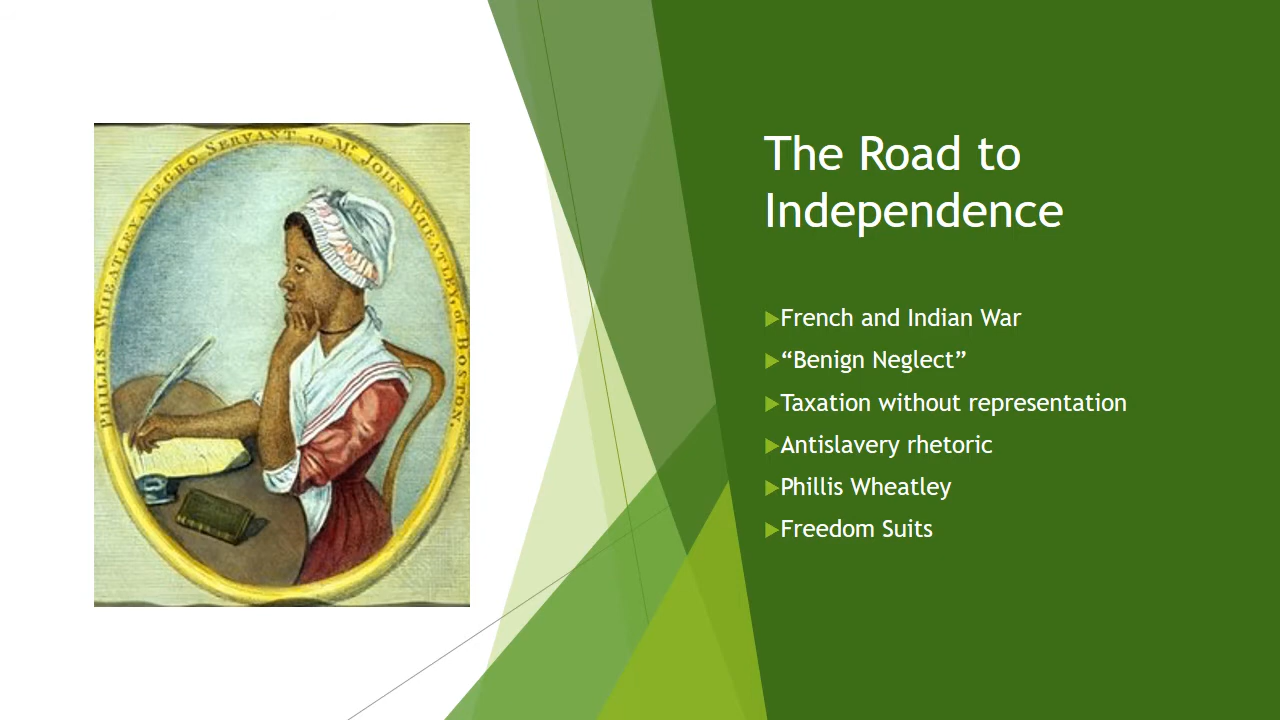 PHILLIS WHEATLEY, NEGRO SERVANT to Mr. JOHN WHEATLEY, of BOSTON.
The Road to
Independence
French and Indian War
“Benign Neglect”
Taxation without representation
Antislavery rhetoric
Phillis Wheatley
Freedom Suits